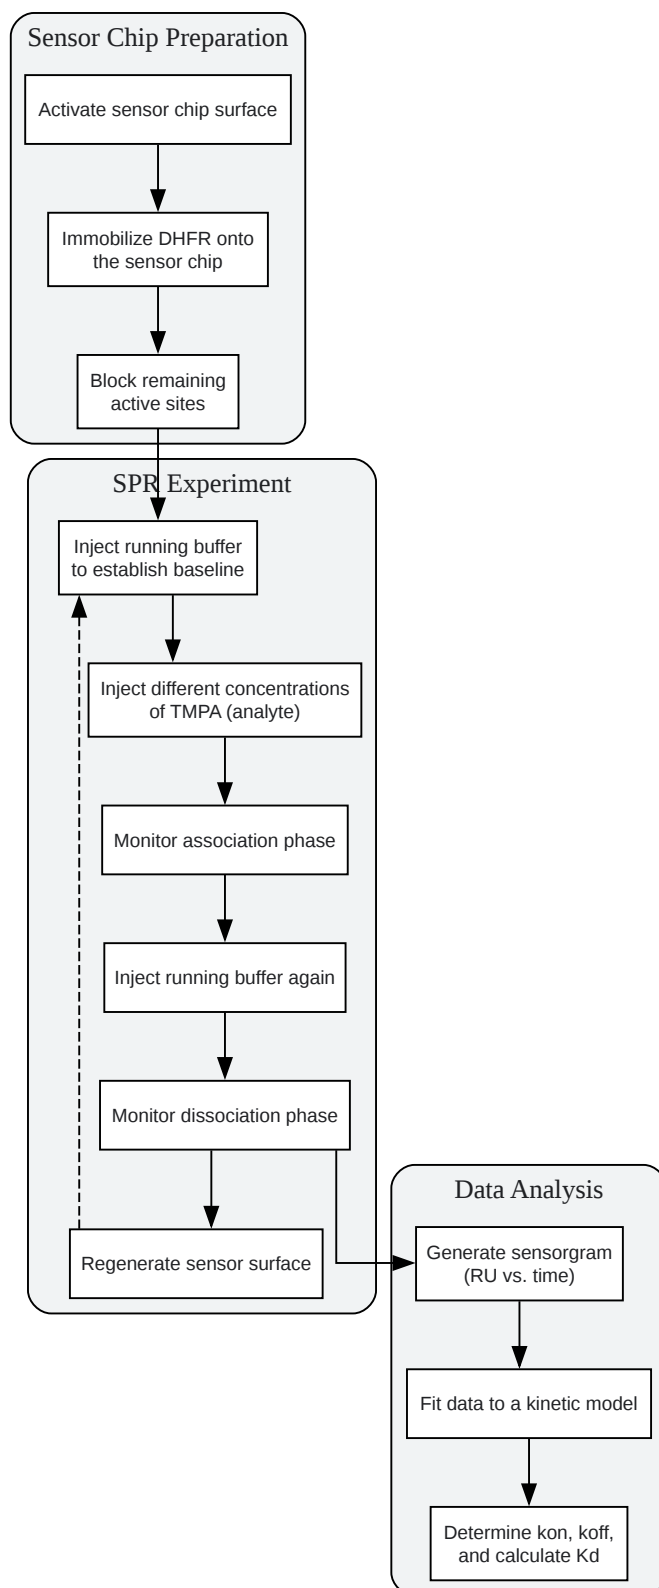 Sensor Chip Preparation
Activate sensor chip surface
Immobilize DHFR onto
the sensor chip
Block remaining
active sites
SPR Experiment
Inject running buffer
to establish baseline
Inject different concentrations
of TMPA (analyte)
Monitor association phase
Inject running buffer again
Monitor dissociation phase
Regenerate sensor surface
Data Analysis
Generate sensorgram
(RU vs. time)
Fit data to a kinetic model
Determine kon, koff,
and calculate Kd